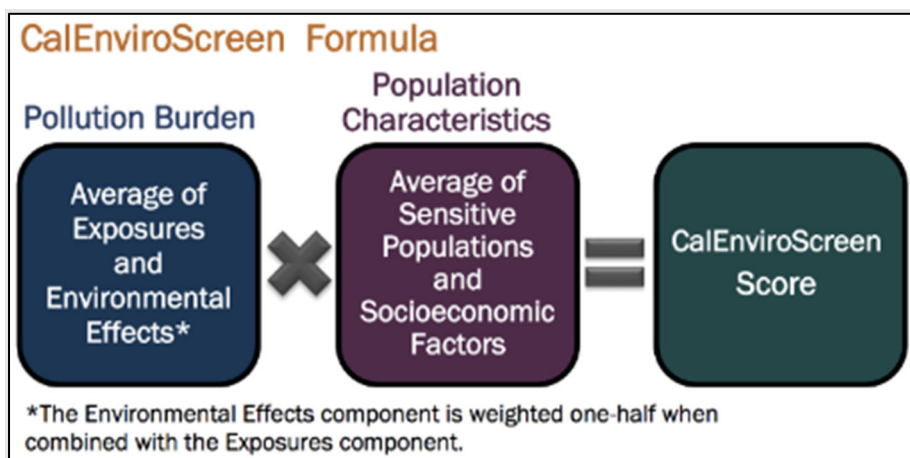 CalEnviroScreen Formula
Pollution Burden
Population
Characteristics
Average of
Exposures
and
Environmental
Effects*
Average of
Sensitive
Populations
and
Socioeconomic
Factors
CalEnviroScreen
Score
*The Environmental Effects component is weighted one-half when
combined with the Exposures component.